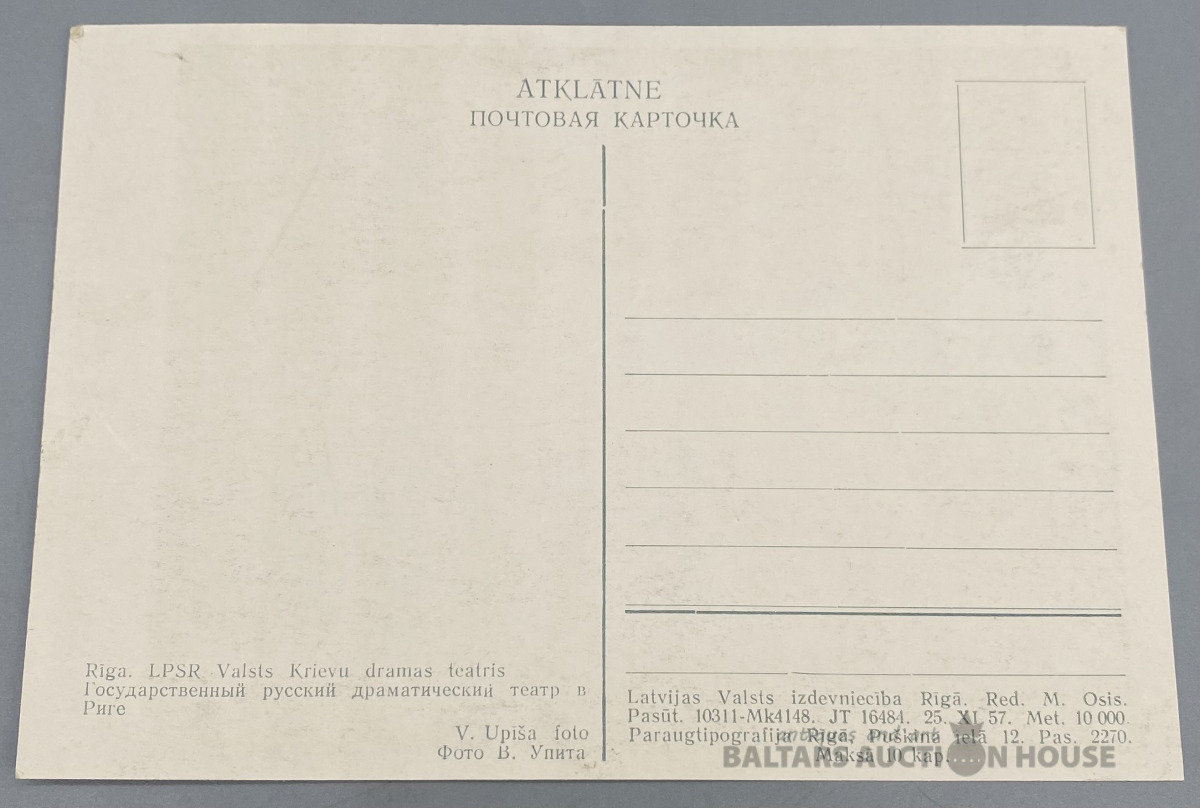 ATKLĀTNE
ПОЧТОВАЯ КАРТОЧКА
Rīga. LPSR Valsts Krievu dramas teatris
Государственный русский драматический театр в
Риге
V. Upīša foto
Фото В. Упита
Latvijas Valsts izdevniecība Rīgā. Red. M. Osis.
Pasūt. 10311-Mk4148. JT 16484. 25. XI 57. Met. 10 000.
Paraugtipografija Rīgā, Puškina ielā 12. Pas. 2270.
Maksā 10 kap.
BALTARS AUCTION HOUSE